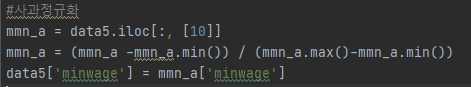 #사과정규화
mmn_a = data5.iloc[:, [10]]
mmn_a = (mmn_a -mmn_a.min()) / (mmn_a.max()-mmn_a.min())
data5['minwage'] = mmn_a['minwage']